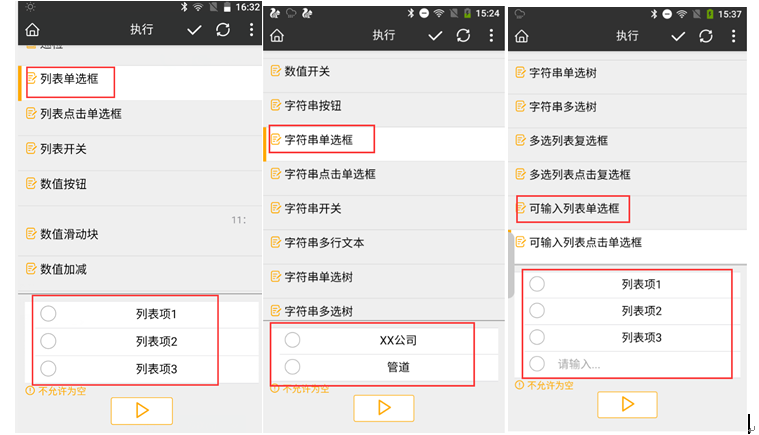 16:32
执行
列表单选框
列表点击单选框
列表开关
数值按钮
11:
数值滑动块
数值加减
列表项1
列表项2
列表项3
不允许为空
15:24
执行
数值开关
字符串按钮
字符串单选框
字符串点击单选框
字符串开关
字符串多行文本
字符串单选树
字符串多选树
XX公司
管道
不允许为空
15:37
执行
字符串单选树
字符串多选树
多选列表复选框
多选列表点击复选框
可输入列表单选框
可输入列表点击单选框
列表项1
列表项2
列表项3
请输入...
不允许为空